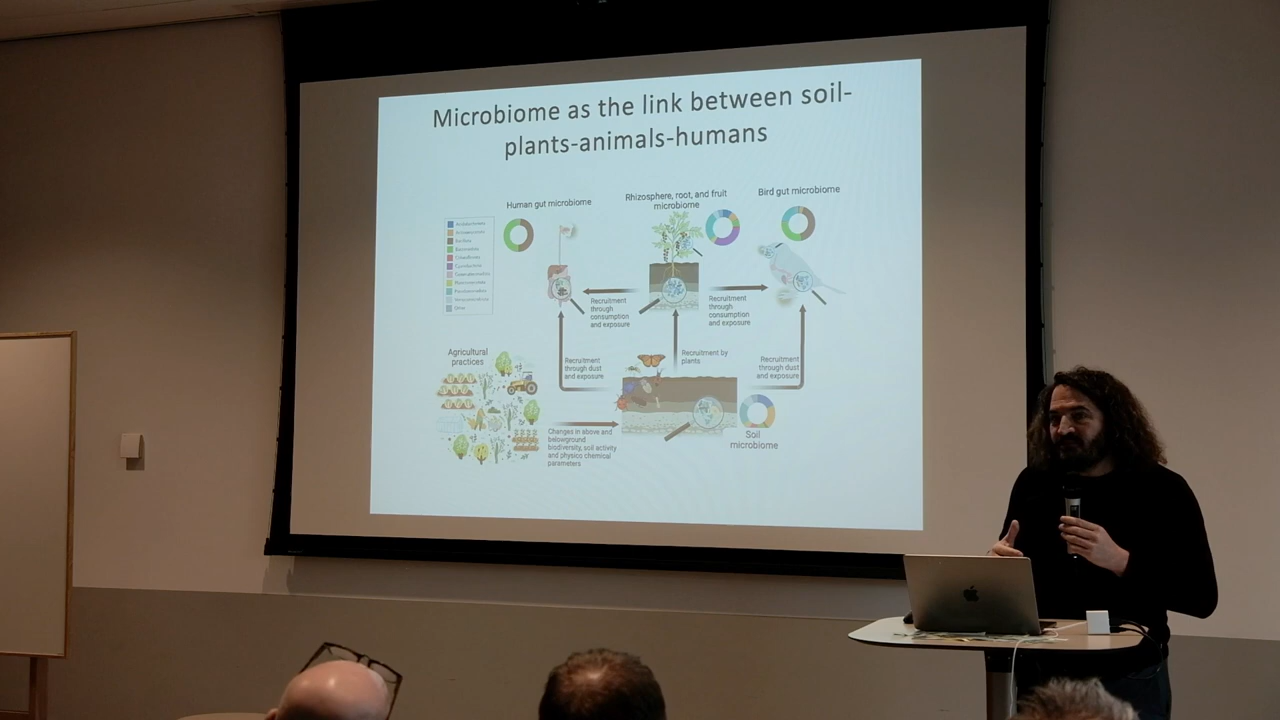 Microbiome as the link between soil-
plants-animals-humans
Human gut microbiome
Rhizosphere, root, and fruit
microbiome
Bird gut microbiome
Recruitment
through
consumption
and exposure
Recruitment
through
consumption
and exposure
Agricultural
practices
Recruitment
through dust
and exposure
Recruitment by
plants
Recruitment
through dust
and exposure
Changes in above and
belowground
biodiversity, soil activity
and physico chemical
parameters
Soil
microbiome